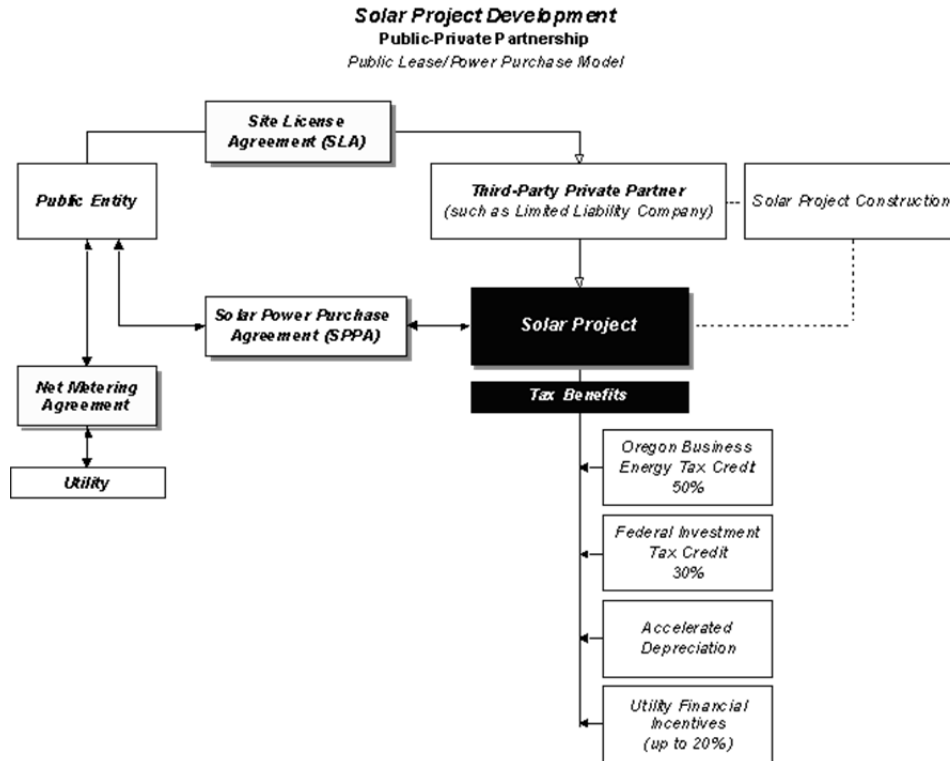 Solar Project Development
Public-Private Partnership
Public Lease/Power Purchase Model
Site License
Agreement (SLA)
Public Entity
Third-Party Private Partner
(such as Limited Liability Company)
Solar Project Construction
Solar Power Purchase
Agreement (SPPA)
Solar Project
Net Metering
Agreement
Tax Benefits
Utility
Oregon Business
Energy Tax Credit
50%
Federal Investment
Tax Credit
30%
Accelerated
Depreciation
Utility Financial
Incentives
(up to 20%)